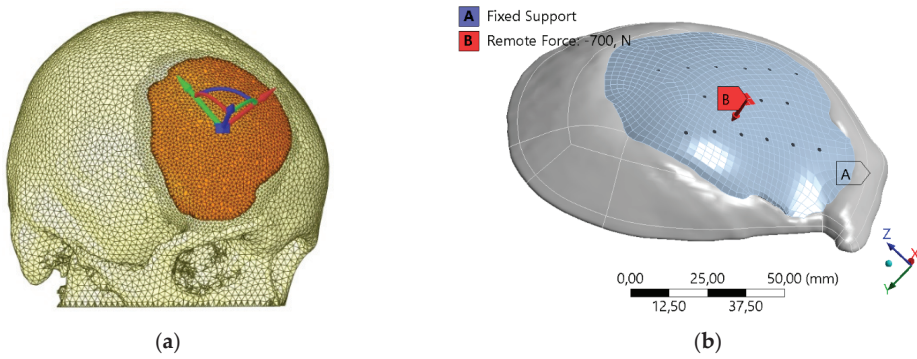 A Fixed Support
B Remote Force: -700, N
B
A
Z
X
Y
0,00 25,00 50,00 (mm)
12,50 37,50
(a) (b)